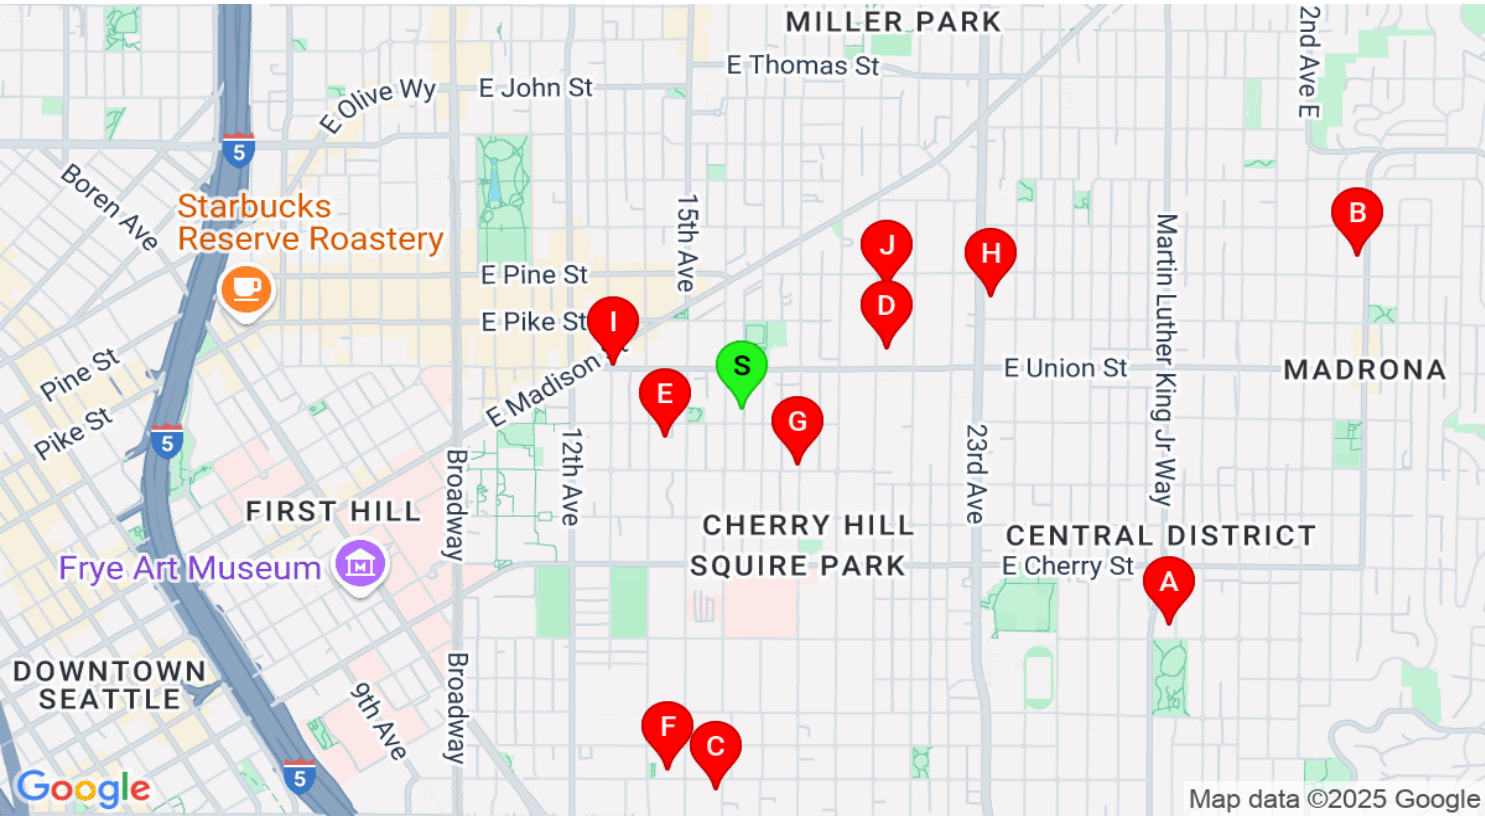 MILLER PARK
2nd Ave E
E Thomas St
E John St
E Olive Wy
5
Boren Ave
Starbucks
Reserve Roastery
15th Ave
B
Martin Luther King Jr Way
J
H
E Pine St
D
E Pike St
I
S
E Union St
MADRONA
Pine St
E Madison St
E
G
Pike St
5
12th Ave
23rd Ave
Broadway
FIRST HILL
CHERRY HILL
CENTRAL DISTRICT
SQUIRE PARK
E Cherry St
Frye Art Museum
M
A
DOWNTOWN
SEATTLE
Broadway
9th Ave
F
C
5
Google
Map data ©2025 Google